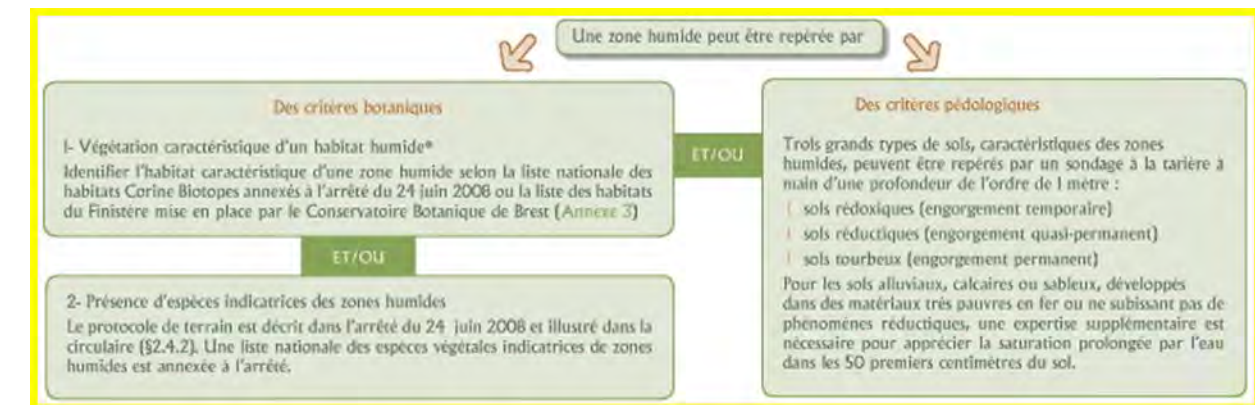 Une zone humide peut être repérée par
Des critères botaniques
1- Végétation caractéristique d'un habitat humide*
Identifier l'habitat caractéristique d'une zone humide selon la liste nationale des
habitats Corine Biotopes annexés à l'arrêté du 24 juin 2008 ou la liste des habitats
du Finistère mise en place par le Conservatoire Botanique de Brest (Annexe 3)
ET/OU
2- Présence d'espèces indicatrices des zones humides
Le protocole de terrain est décrit dans l'arrêté du 24 juin 2008 et illustré dans la
circulaire (§2.4.2). Une liste nationale des espèces végétales indicatrices de zones
humides est annexée à l'arrêté.
ET/OU
Des critères pédologiques
Trois grands types de sols, caractéristiques des zones
humides, peuvent être repérés par un sondage à la tarière à
main d'une profondeur de l'ordre de 1 mètre :
sols rédoxiques (engorgement temporaire)
sols réductiques (engorgement quasi-permanent)
sols tourbeux (engorgement permanent)
Pour les sols alluviaux, calcaires ou sableux, développés
dans des matériaux très pauvres en fer ou ne subissant pas de
phénomènes réductiques, une expertise supplémentaire est
nécessaire pour apprécier la saturation prolongée par l'eau
dans les 50 premiers centimètres du sol.